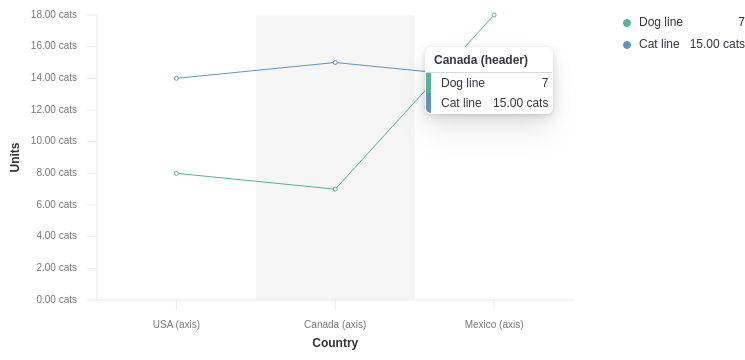 18.00 cats
16.00 cats
14.00 cats
12.00 cats
10.00 cats
8.00 cats
6.00 cats
4.00 cats
2.00 cats
0.00 cats
Units
USA (axis)
Canada (axis)
Mexico (axis)
Country
Canada (header)
Dog line 7
Cat line 15.00 cats
Dog line 7
Cat line 15.00 cats